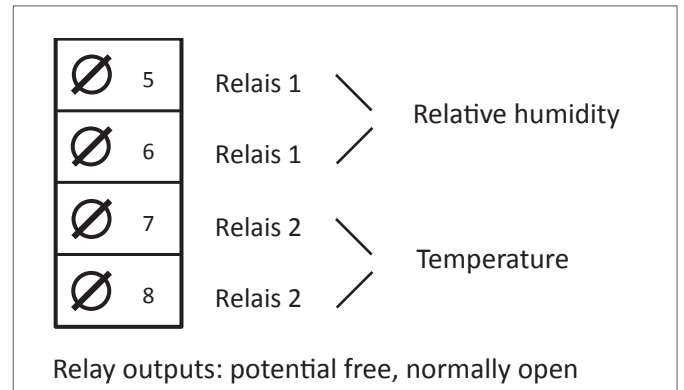 5 Relais 1
Relative humidity
6 Relais 1
7 Relais 2
Temperature
8 Relais 2
Relay outputs: potential free, normally open